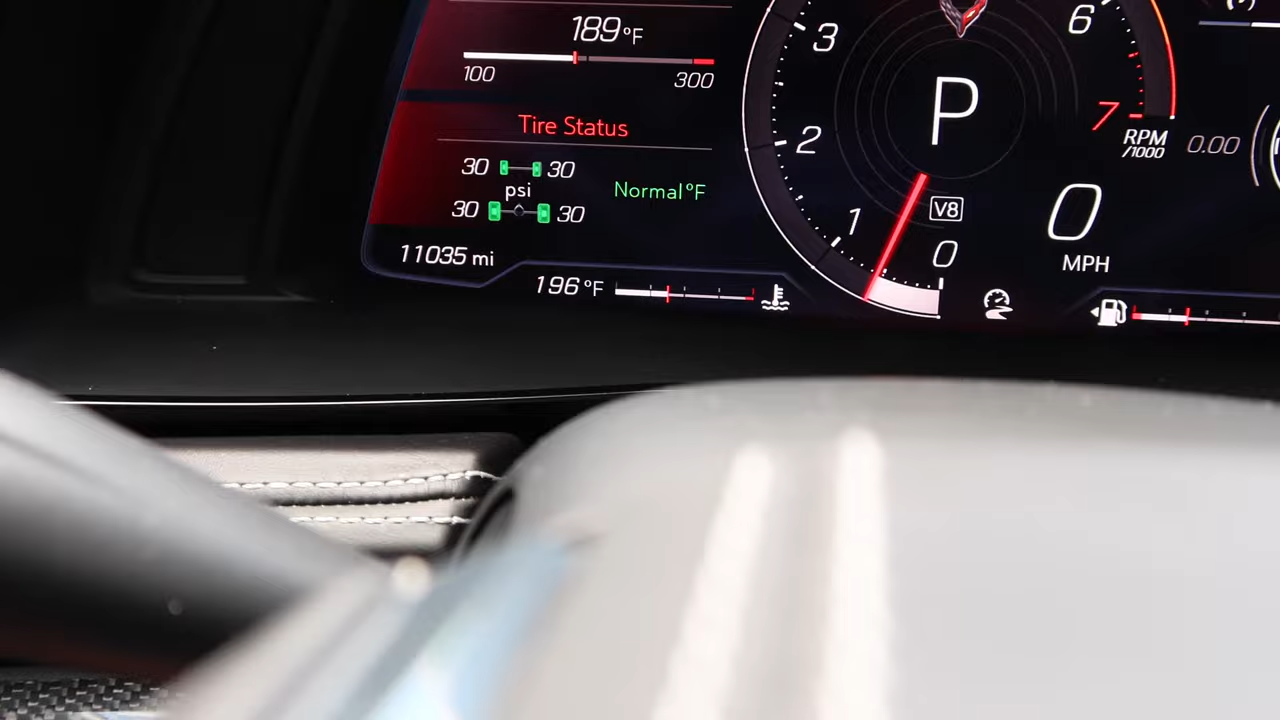 189°F
100 300
Tire Status
30 30
psi
Normal°F
30 30
11035 mi
196°F
3
2
1
0
6
7
RPM
/1000
P
V8
0
MPH
0.00